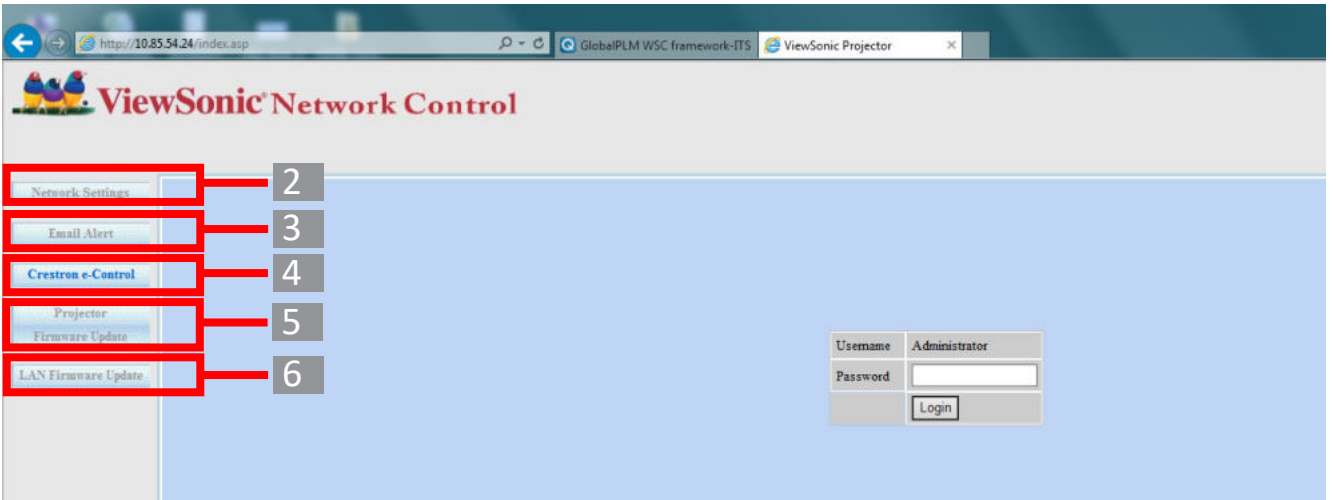 http://10.85.54.24/index.asp
GlobalPLM WSC framework-ITS
ViewSonic Projector
ViewSonic® Network Control
Network Settings
2
Email Alert
3
Crestron e-Control
4
Projector
Firmware Update
5
LAN Firmware Update
6
Username Administrator
Password
Login